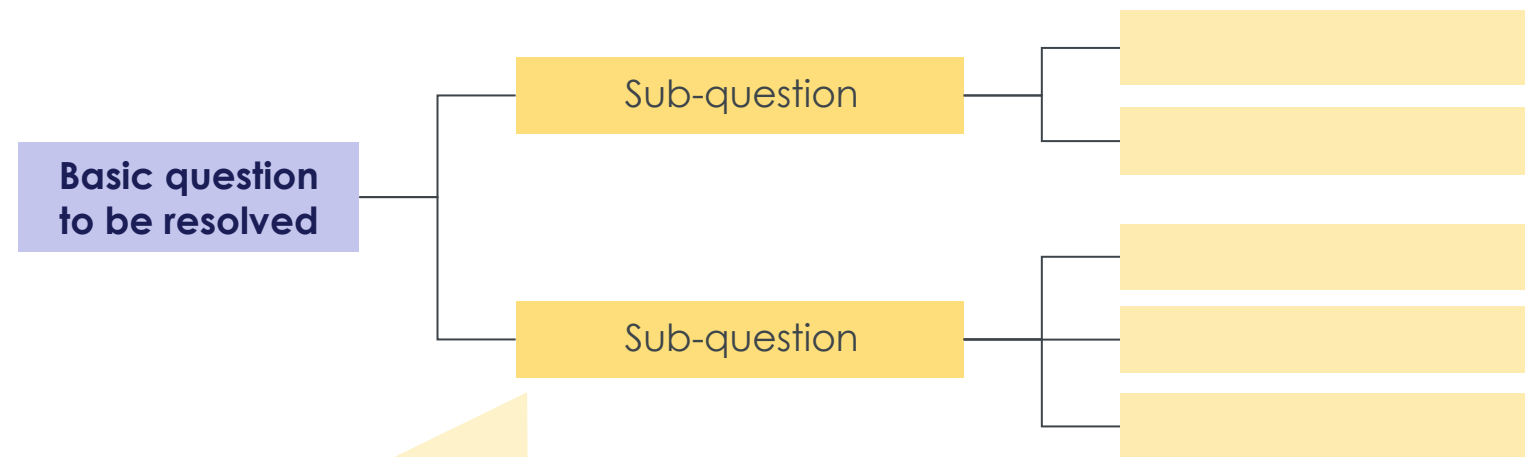 Sub-question
Basic question
to be resolved
Sub-question